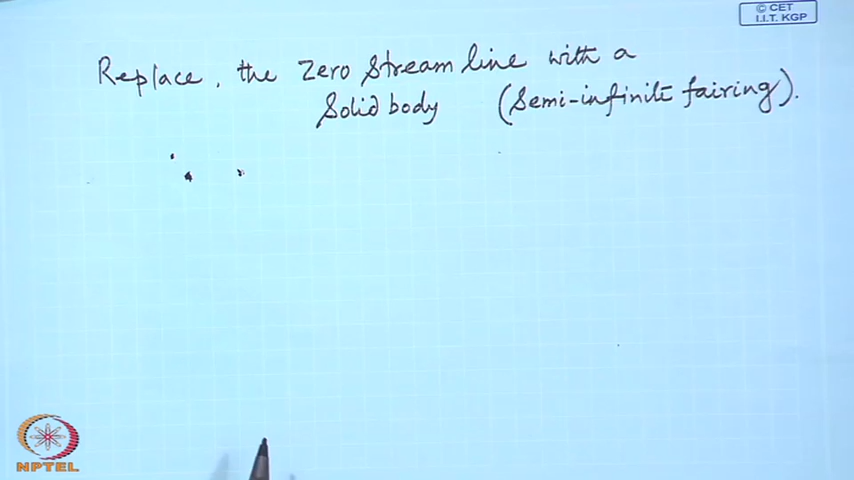 © CET
I.I.T. KGP
Replace, the zero stream line with a
Solid body (Semi-infinite fairing).
NPTEL